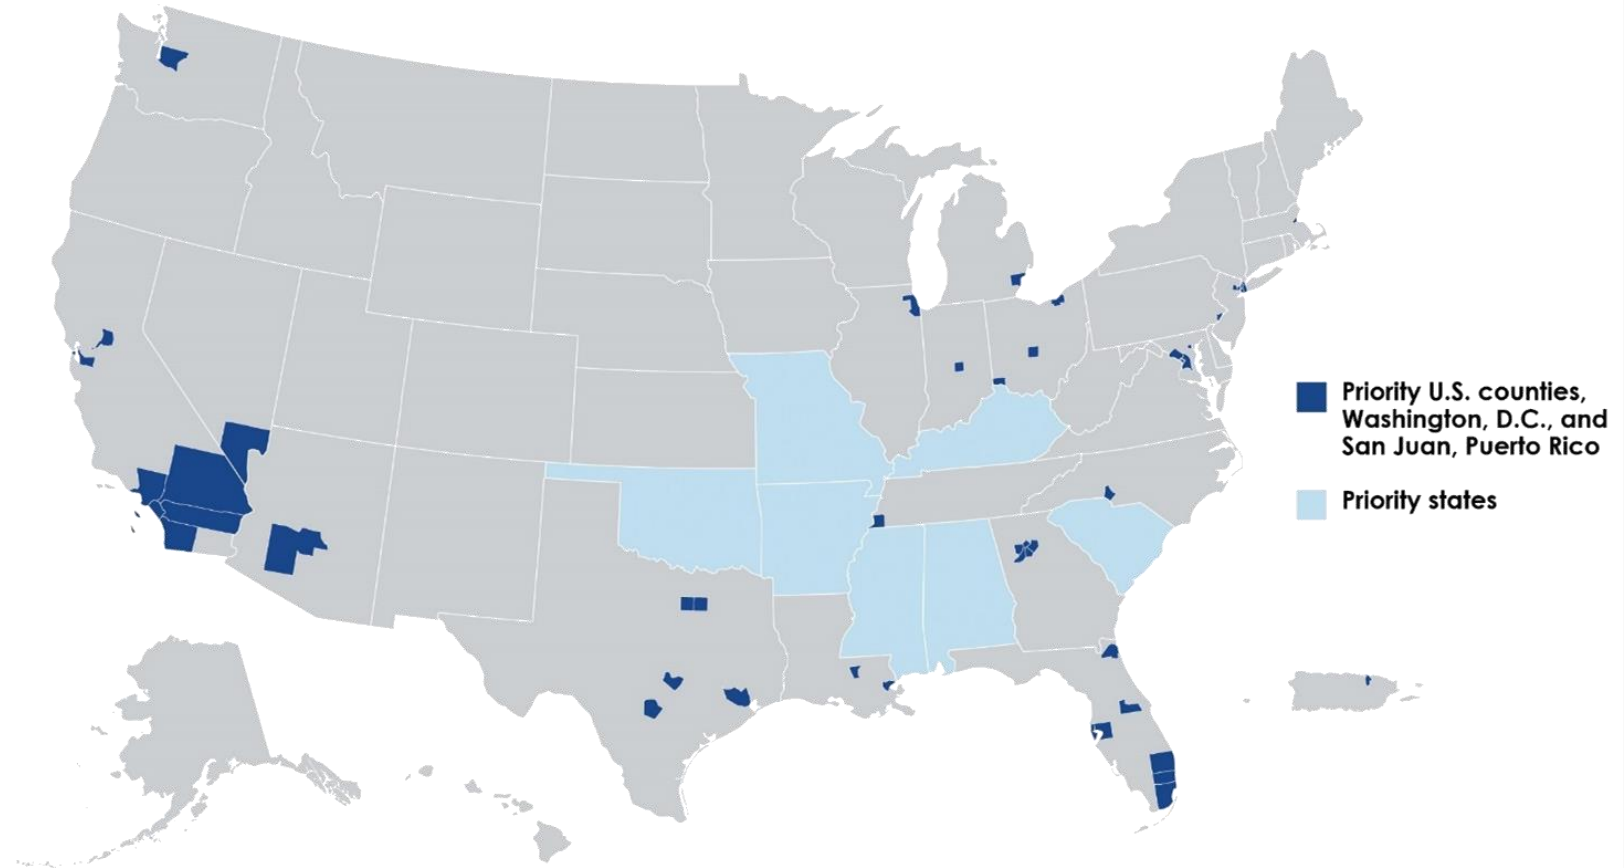 Priority U.S. counties,
Washington, D.C., and
San Juan, Puerto Rico
Priority states